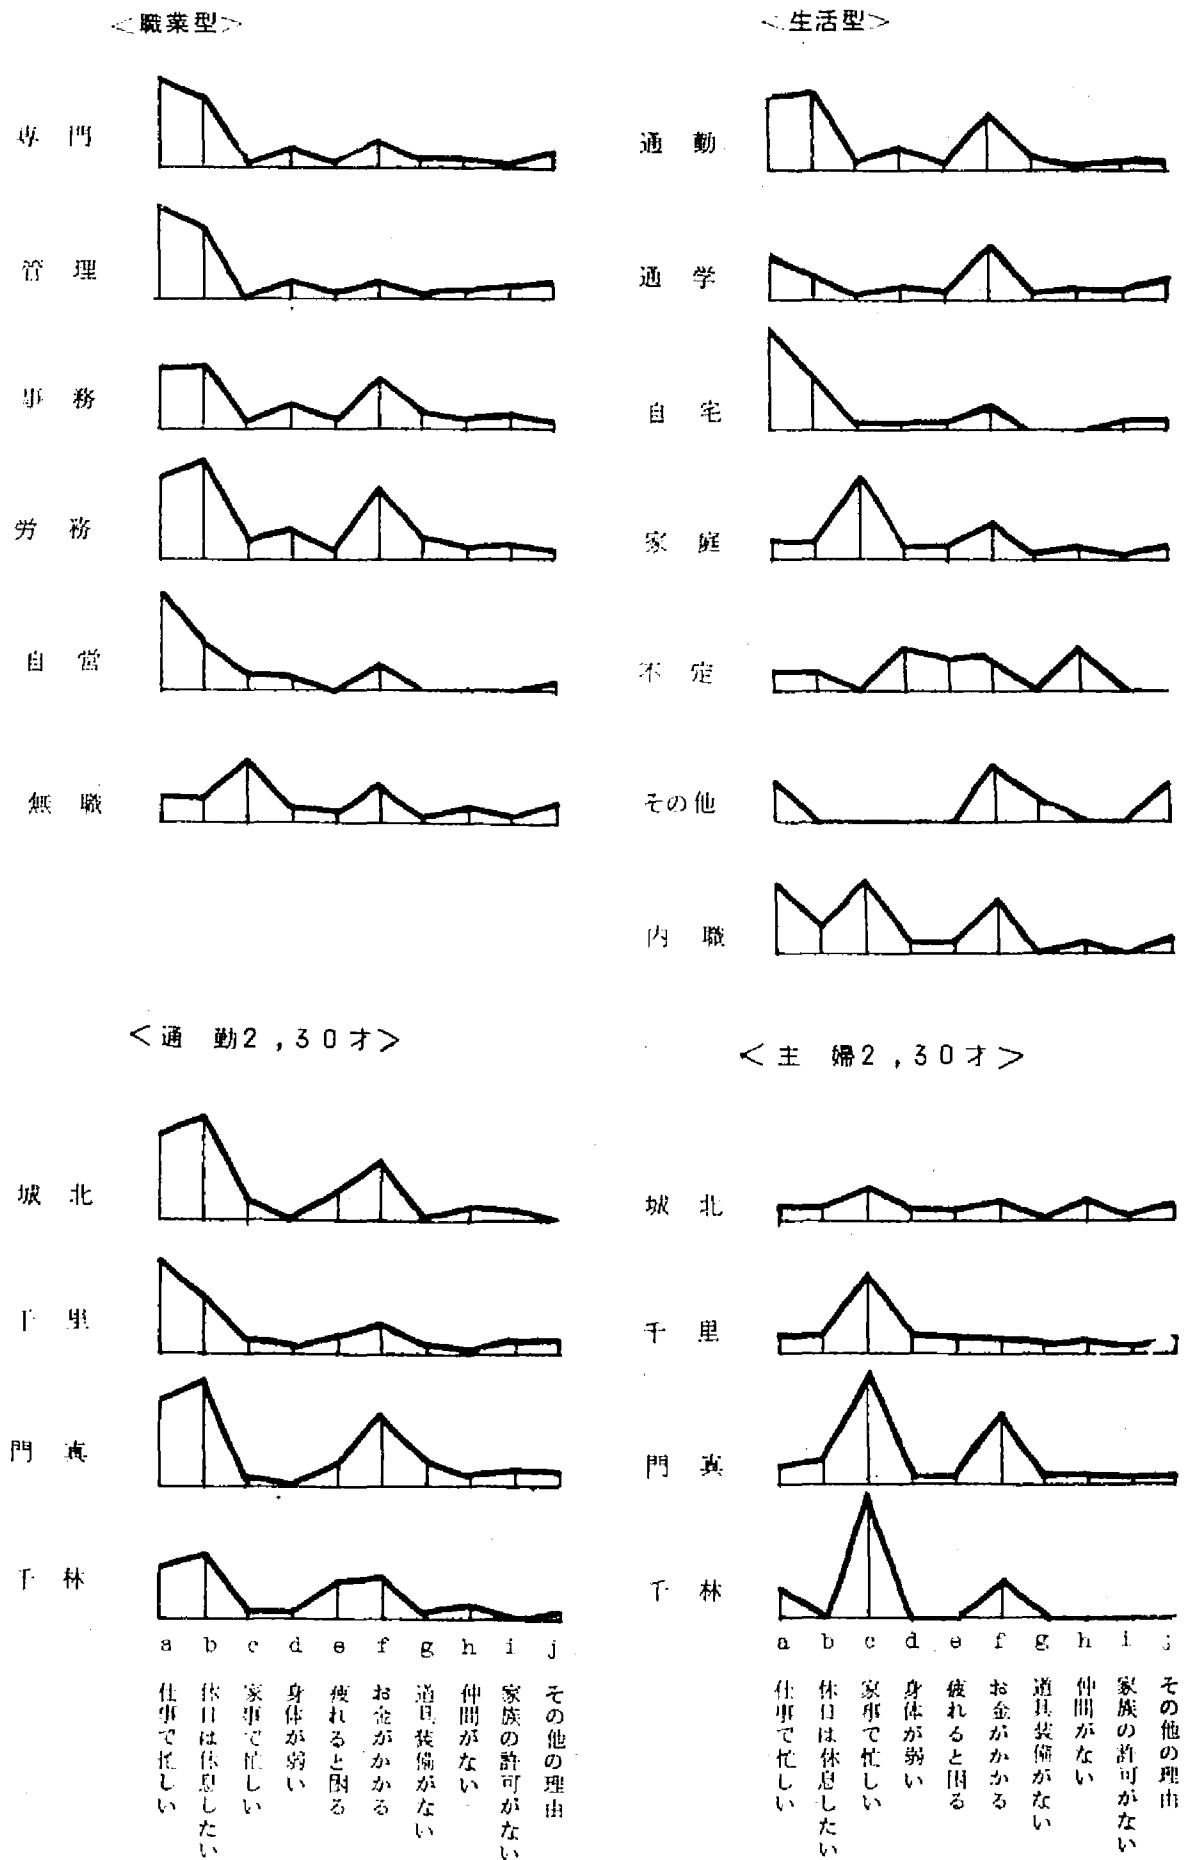 <職業型>
専門
管理
事務
労務
自営
無職
<生活型>
通勤
通学
自宅
家庭
不定
その他
内職
<通 勤2,30才>
城北
千里
門真
千林
a b c d e f g h i j
仕事で忙しい
休日は休息したい
家事で忙しい
身体が弱い
疲れると困る
お金がかかる
道具装備がない
仲間がない
家族の許可がない
その他の理由
<主 婦2,30才>
城北
千里
門真
千林
a b c d e f g h i j
仕事で忙しい
休日は休息したい
家事で忙しい
身体が弱い
疲れると困る
お金がかかる
道具装備がない
仲間がない
家族の許可がない
その他の理由